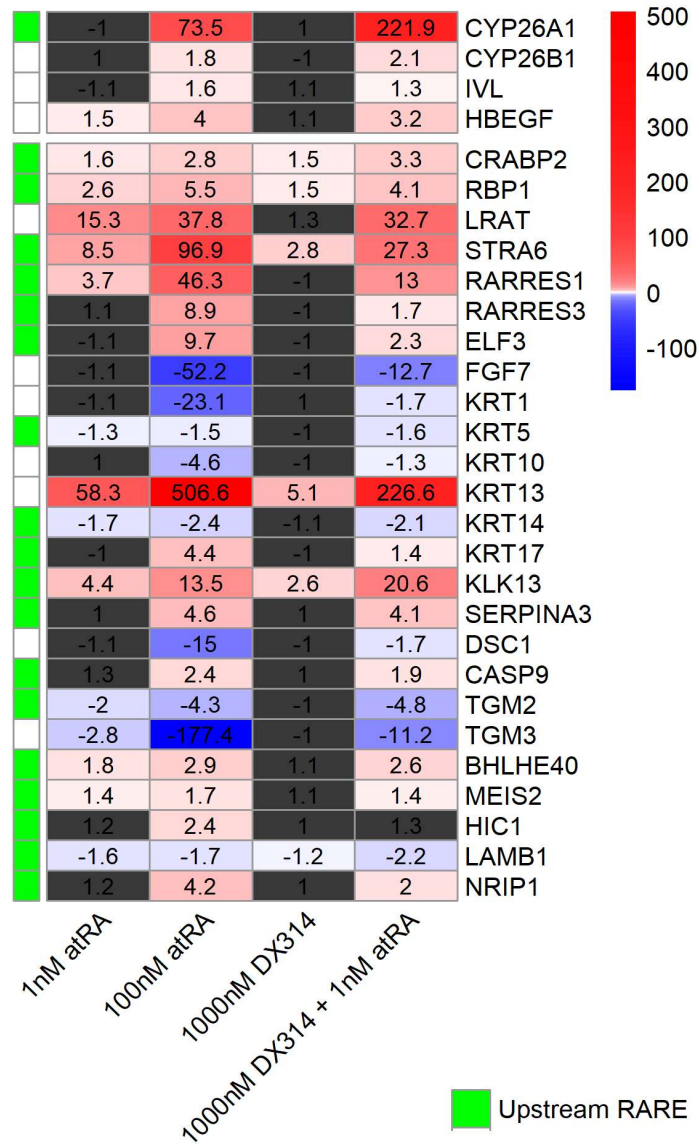 -1 73.5 1 221.9 CYP26A1
1 1.8 -1 2.1 CYP26B1
-1.1 1.6 1.1 1.3 IVL
1.5 4 1.1 3.2 HBEGF
1.6 2.8 1.5 3.3 CRABP2
2.6 5.5 1.5 4.1 RBP1
15.3 37.8 1.3 32.7 LRAT
8.5 96.9 2.8 27.3 STRA6
3.7 46.3 -1 13 RARRES1
1.1 8.9 -1 1.7 RARRES3
-1.1 9.7 -1 2.3 ELF3
-1.1 -52.2 -1 -12.7 FGF7
-1.1 -23.1 1 -1.7 KRT1
-1.3 -1.5 -1 -1.6 KRT5
1 -4.6 -1 -1.3 KRT10
58.3 506.6 5.1 226.6 KRT13
-1.7 -2.4 -1.1 -2.1 KRT14
-1 4.4 -1 1.4 KRT17
4.4 13.5 2.6 20.6 KLK13
1 4.6 1 4.1 SERPINA3
-1.1 -15 -1 -1.7 DSC1
1.3 2.4 1 1.9 CASP9
-2 -4.3 -1 -4.8 TGM2
-2.8 -177.4 -1 -11.2 TGM3
1.8 2.9 1.1 2.6 BHLHE40
1.4 1.7 1.1 1.4 MEIS2
1.2 2.4 1 1.3 HIC1
-1.6 -1.7 -1.2 -2.2 LAMB1
1.2 4.2 1 2 NRIP1
1nM atRA
100nM atRA
1000nM DX314
1000nM DX314 + 1nM atRA
500
400
300
200
100
0
-100
Upstream RARE